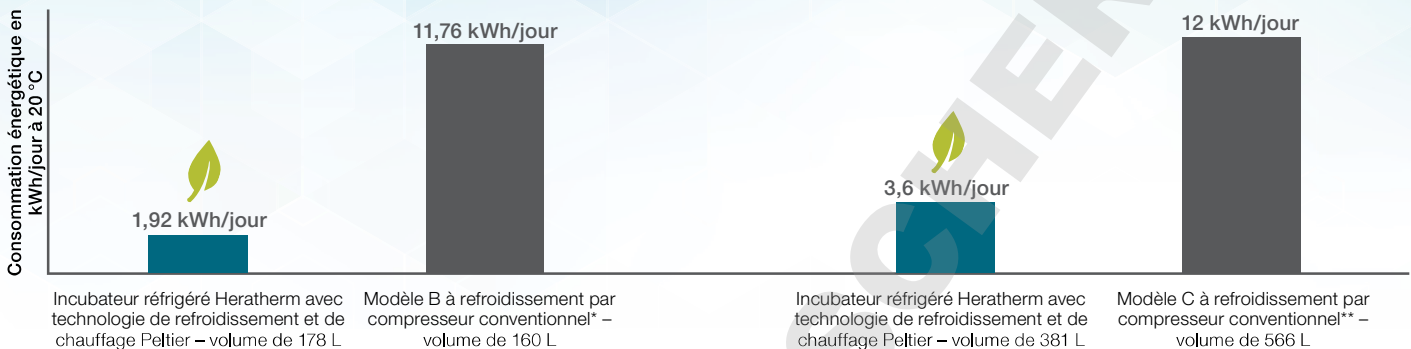 Consommation énergétique en
kWh/jour à 20 °C
1,92 kWh/jour
11,76 kWh/jour
3,6 kWh/jour
12 kWh/jour
Incubateur réfrigéré Heratherm avec
technologie de refroidissement et de
chauffage Peltier – volume de 178 L
Modèle B à refroidissement par
compresseur conventionnel* –
volume de 160 L
Incubateur réfrigéré Heratherm avec
technologie de refroidissement et de
chauffage Peltier – volume de 381 L
Modèle C à refroidissement par
compresseur conventionnel** –
volume de 566 L